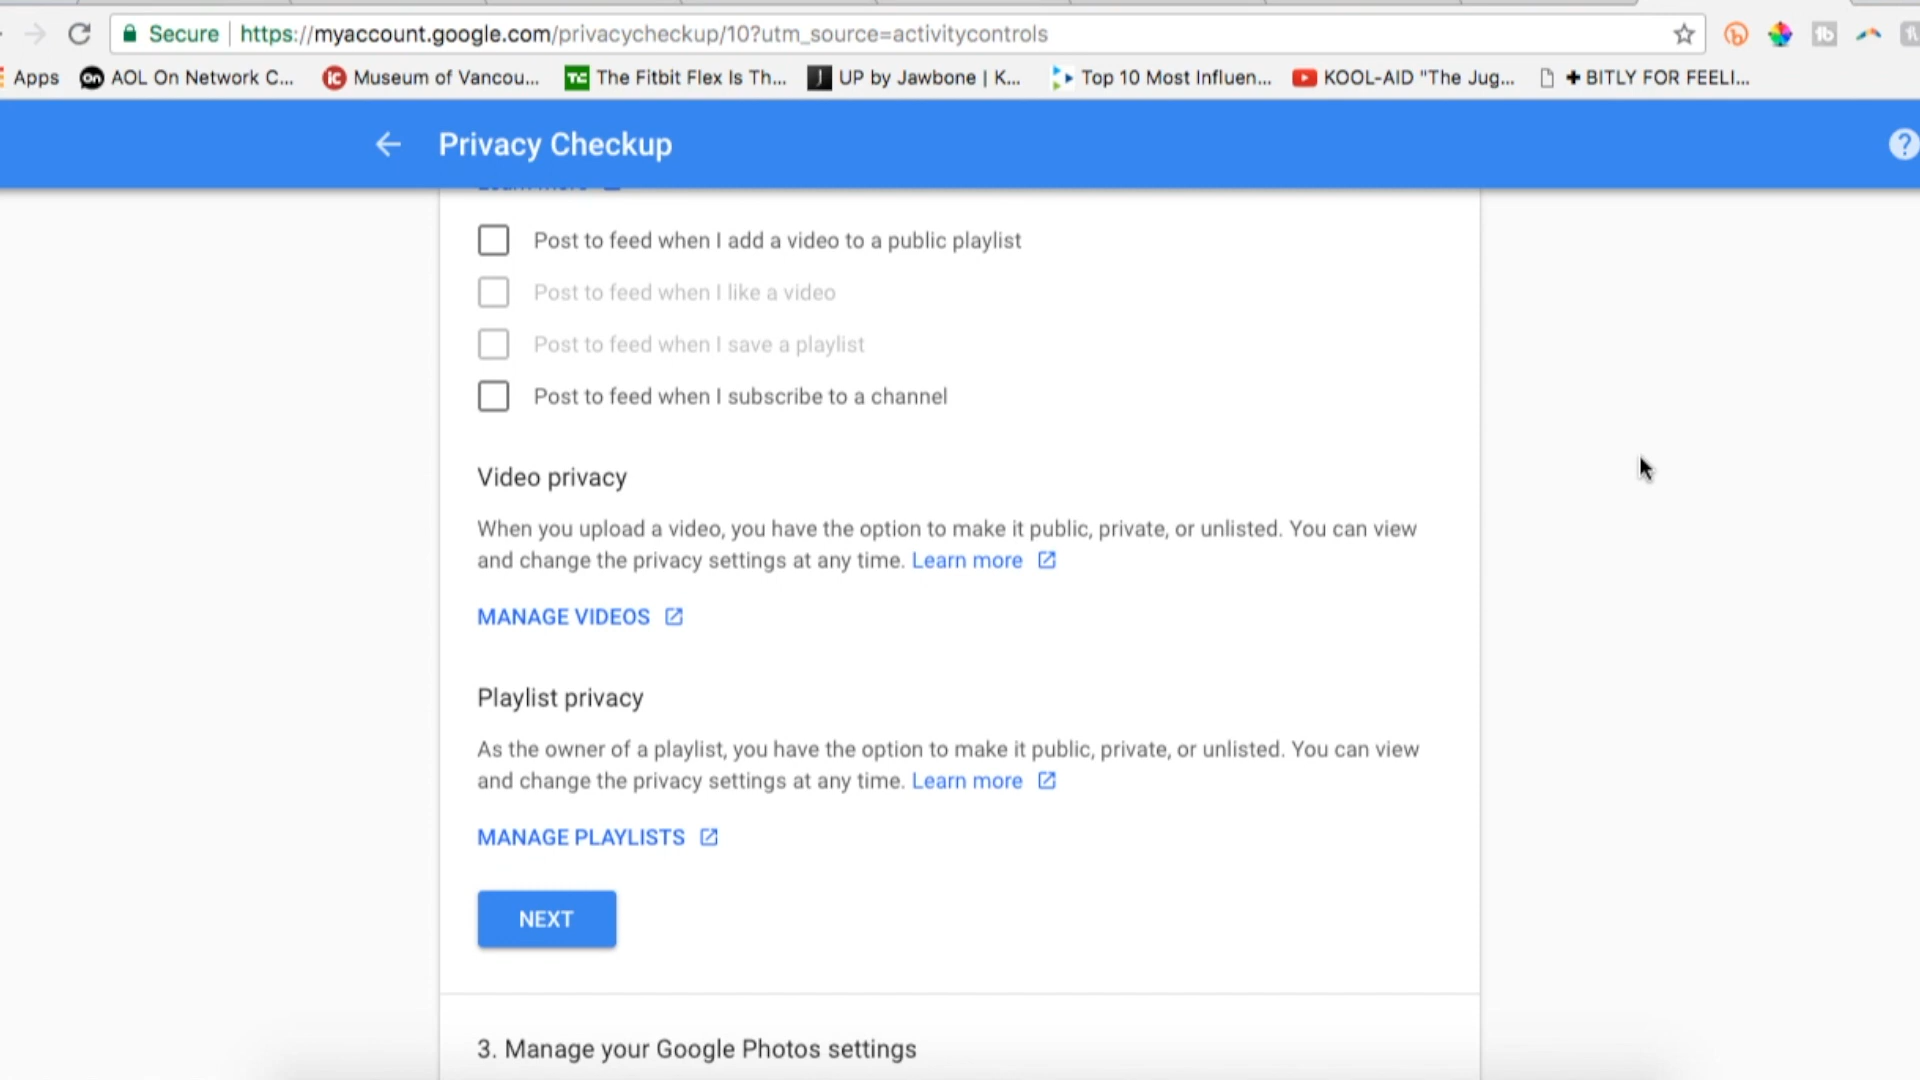 Secure https://myaccount.google.com/privacycheckup/10?utm_source=activitycontrols
Apps AOL On Network C... Museum of Vancou... The Fitbit Flex Is Th... UP by Jawbone | K... Top 10 Most Influen... KOOL-AID "The Jug... BITLY FOR FEELI...
Privacy Checkup
Post to feed when I add a video to a public playlist
Post to feed when I like a video
Post to feed when I save a playlist
Post to feed when I subscribe to a channel
Video privacy
When you upload a video, you have the option to make it public, private, or unlisted. You can view
and change the privacy settings at any time. Learn more
MANAGE VIDEOS
Playlist privacy
As the owner of a playlist, you have the option to make it public, private, or unlisted. You can view
and change the privacy settings at any time. Learn more
MANAGE PLAYLISTS
NEXT
3. Manage your Google Photos settings